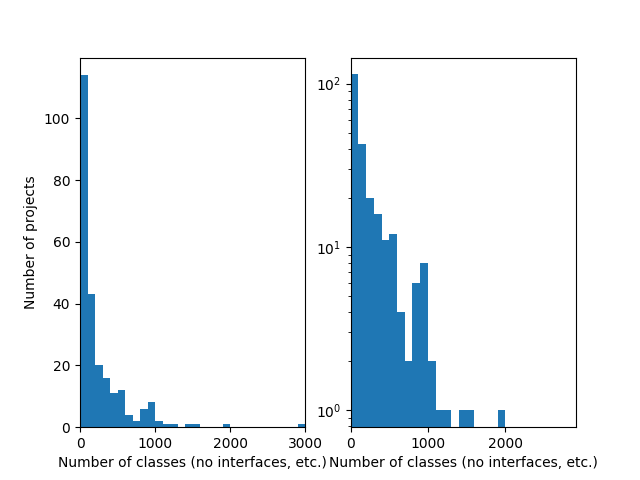 Number of projects
100
80
60
40
20
0
0 1000 2000 3000
Number of classes (no interfaces, etc.)
10²
10¹
10⁰
0 1000 2000
Number of classes (no interfaces, etc.)